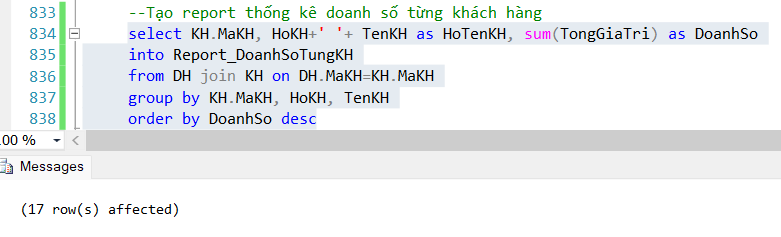 833 --Tạo report thống kê doanh số từng khách hàng
834 select KH.MaKH, HoKH+' '+ TenKH as HoTenKH, sum(TongGiaTri) as DoanhSo
835 into Report_DoanhSoTungKH
836 from DH join KH on DH.MaKH=KH.MaKH
837 group by KH.MaKH, HoKH, TenKH
838 order by DoanhSo desc
.00 %
Messages
(17 row(s) affected)